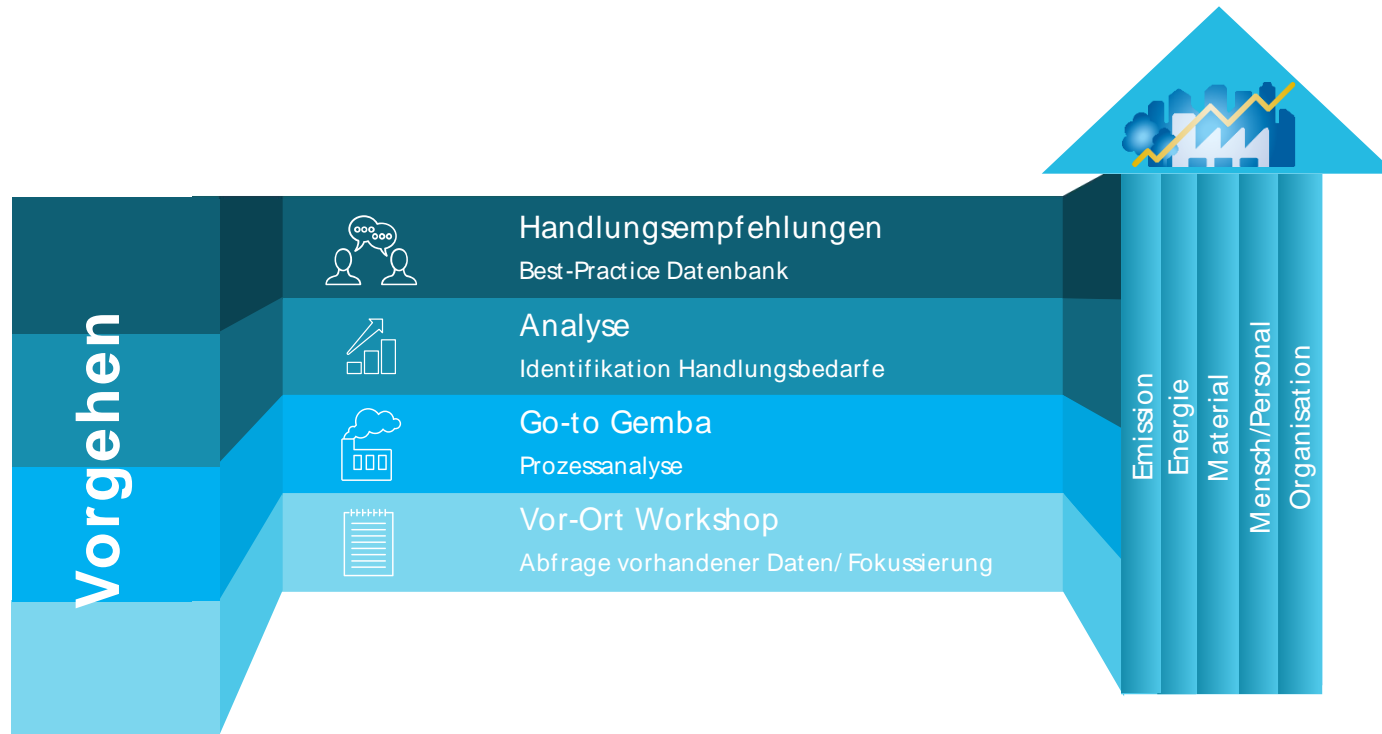 Vorgehen
Handlungsempfehlungen
Best-Practice Datenbank
Analyse
Identifikation Handlungsbedarfe
Go-to Gemba
Prozessanalyse
Vor-Ort Workshop
Abfrage vorhandener Daten/ Fokussierung
Emission
Energie
Material
Mensch/Personal
Organisation